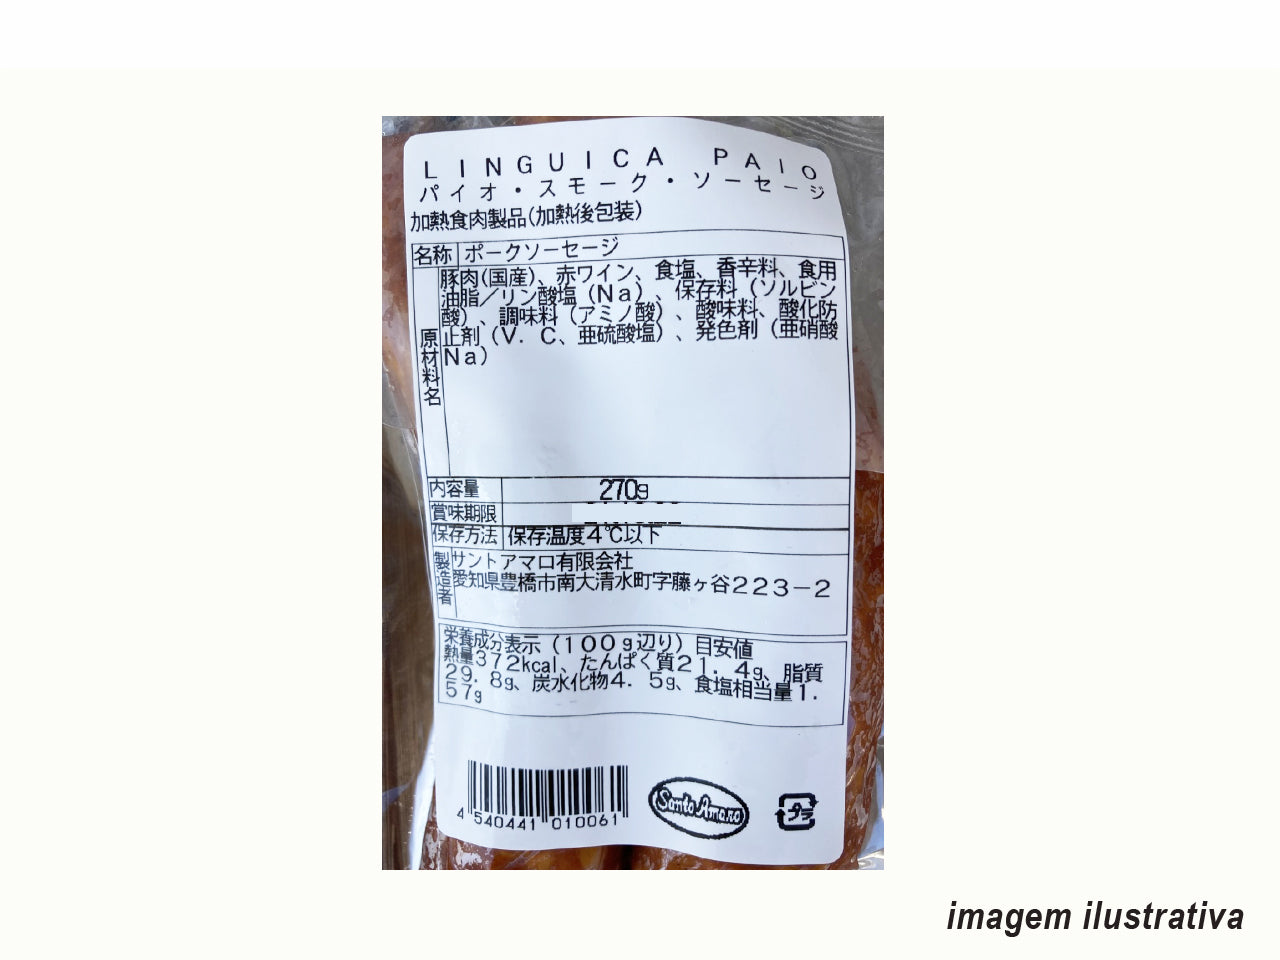 LINGUICA PAIO
パイオ・スモーク・ソーセージ
加熱食肉製品(加熱後包装)
名称 ポークソーセージ
原材料名
豚肉(国産)、赤ワイン、食塩、香辛料、食用
油脂/リン酸塩(Na)、保存料(ソルビン
酸)、調味料(アミノ酸)、酸味料、酸化防
止剤(V. C、亜硫酸塩)、発色剤(亜硝酸
Na)
内容量 270g
賞味期限
保存方法 保存温度4℃以下
製造者
サントアマロ有限会社
愛知県豊橋市南大清水町字藤ヶ谷223-2
栄養成分表示(100g辺り)目安値
熱量372kcal、たんぱく質21. 4g、脂質
29. 8g、炭水化物4. 5g、食塩相当量1.
57g
4 540441 010061
Santo Amaro
プラ
imagem ilustrativa